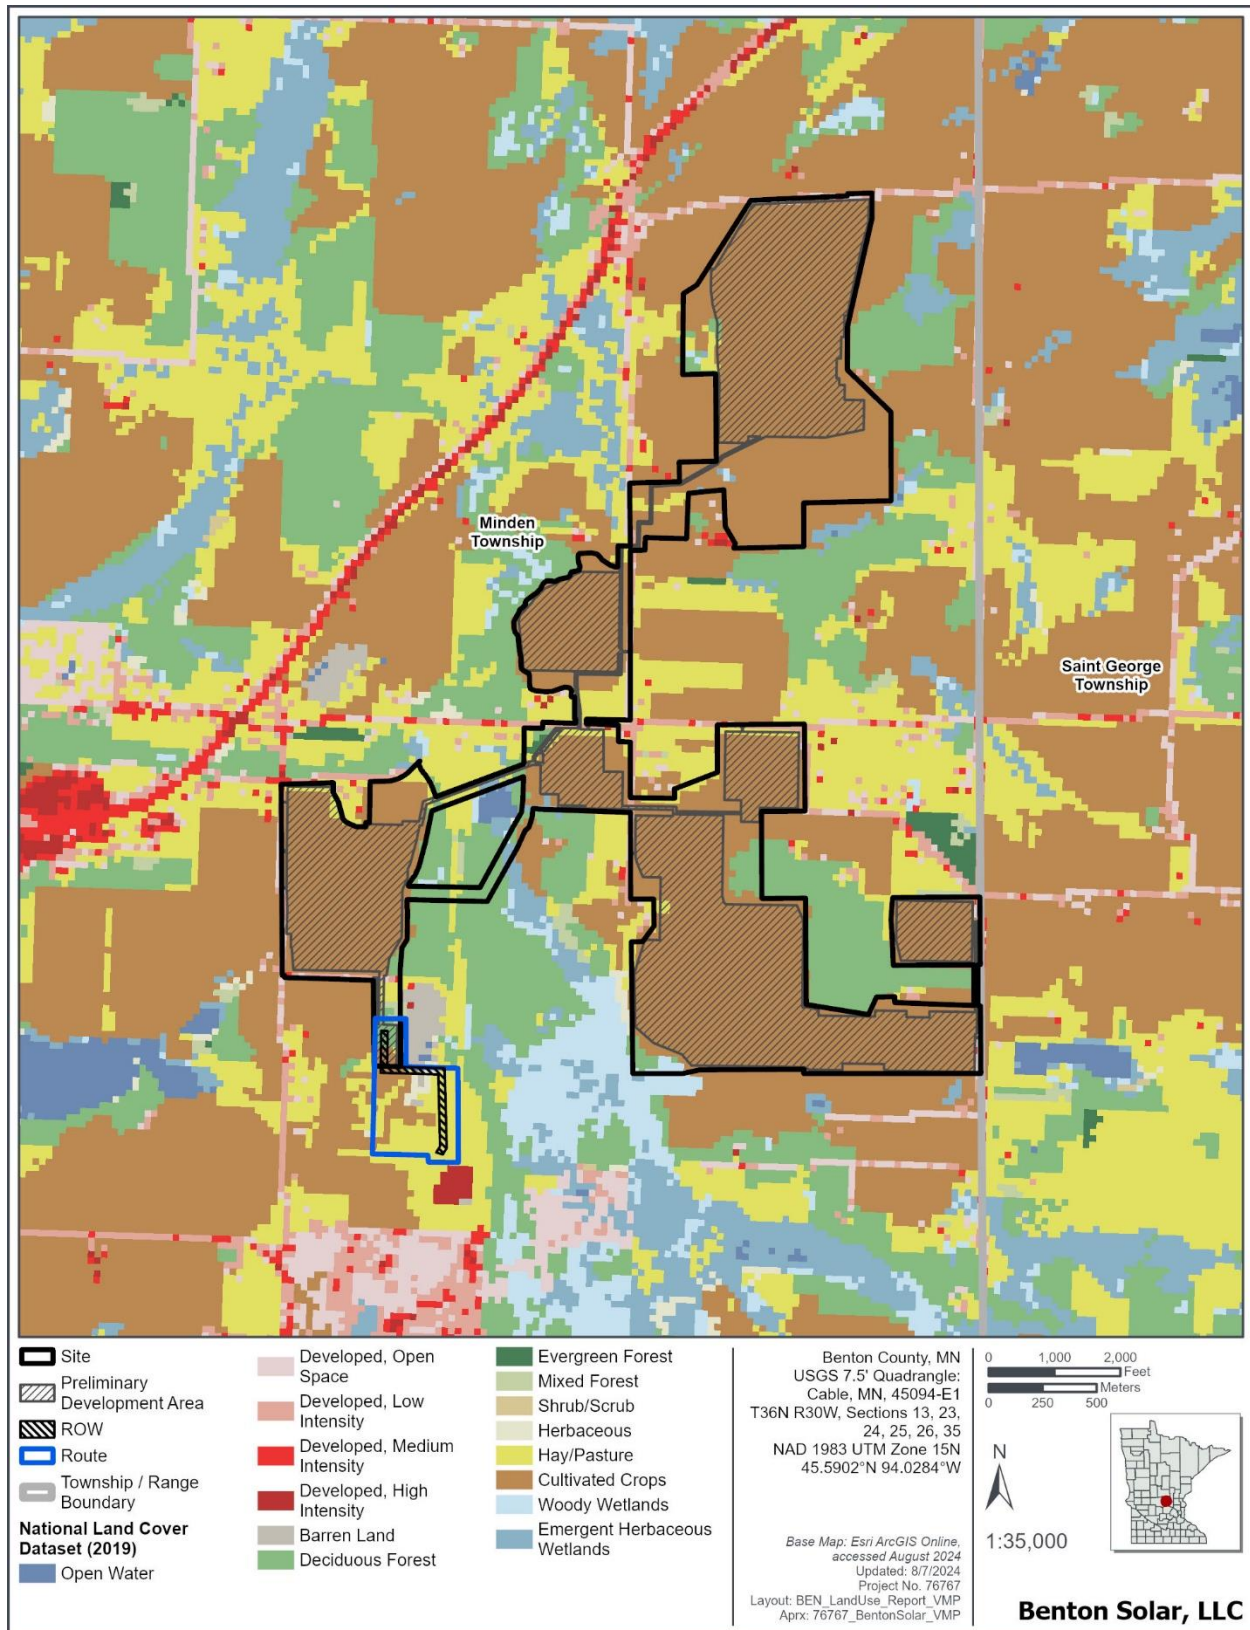 Minden
Township
Saint George
Township
Site
Preliminary
Development Area
ROW
Route
Township / Range
Boundary
National Land Cover
Dataset (2019)
Open Water
Developed, Open
Space
Developed, Low
Intensity
Developed, Medium
Intensity
Developed, High
Intensity
Barren Land
Deciduous Forest
Evergreen Forest
Mixed Forest
Shrub/Scrub
Herbaceous
Hay/Pasture
Cultivated Crops
Woody Wetlands
Emergent Herbaceous
Wetlands
Benton County, MN
USGS 7.5' Quadrangle:
Cable, MN, 45094-E1
T36N R30W, Sections 13, 23,
24, 25, 26, 35
NAD 1983 UTM Zone 15N
45.5902°N 94.0284°W
Base Map: Esri ArcGIS Online,
accessed August 2024
Updated: 8/7/2024
Project No. 76767
Layout: BEN_LandUse_Report_VMP
Aprx: 76767_BentonSolar_VMP
0 1,000 2,000
Feet
Meters
0 250 500
N
1:35,000
Benton Solar, LLC